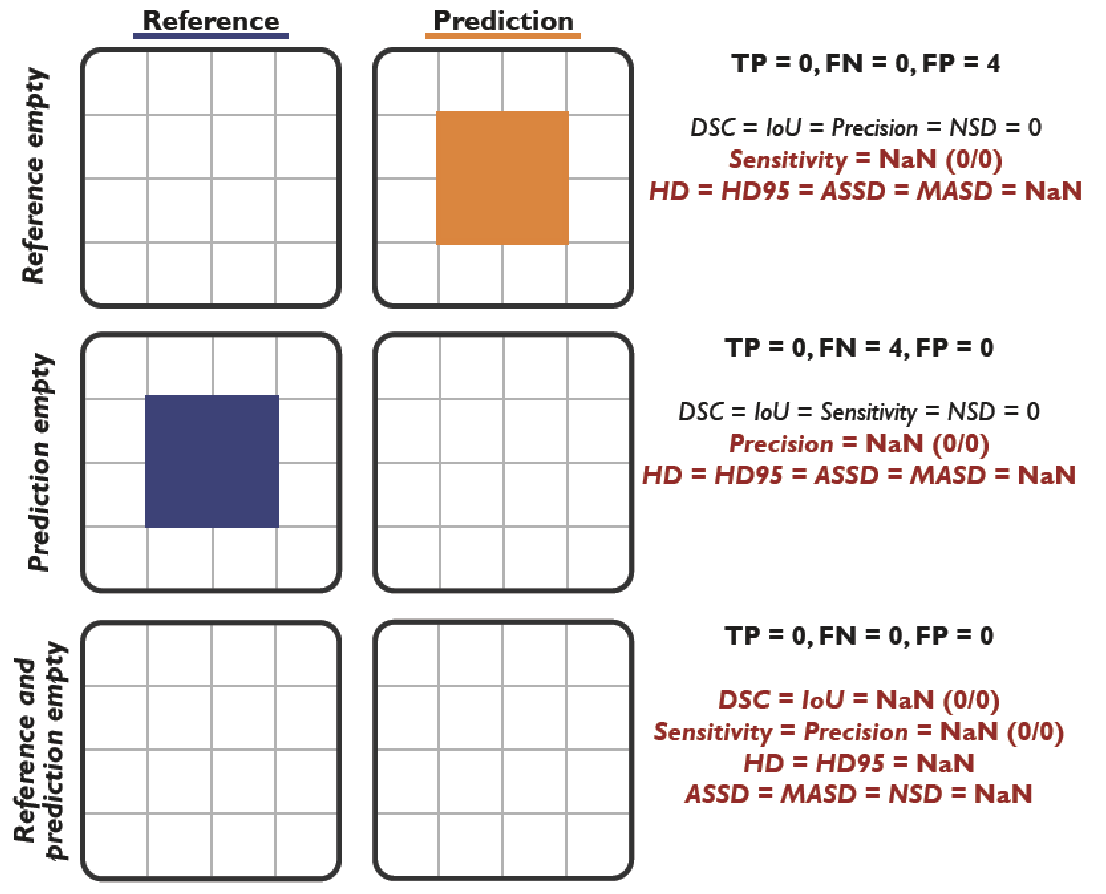 Reference
Prediction
Reference empty
TP = 0, FN = 0, FP = 4
DSC = IoU = Precision = NSD = 0
Sensitivity = NaN (0/0)
HD = HD95 = ASSD = MASD = NaN
Prediction empty
TP = 0, FN = 4, FP = 0
DSC = IoU = Sensitivity = NSD = 0
Precision = NaN (0/0)
HD = HD95 = ASSD = MASD = NaN
Reference and
prediction empty
TP = 0, FN = 0, FP = 0
DSC = IoU = NaN (0/0)
Sensitivity = Precision = NaN (0/0)
HD = HD95 = NaN
ASSD = MASD = NSD = NaN